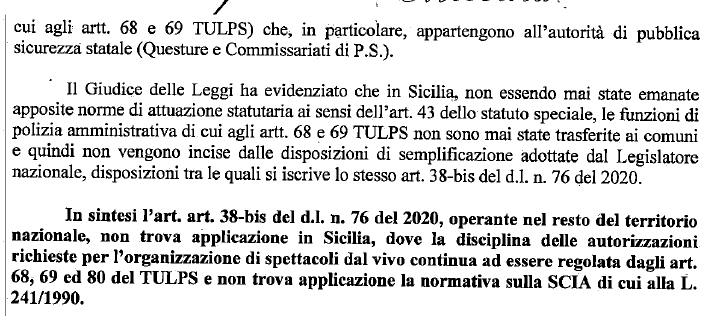 cui agli artt. 68 e 69 TULPS) che, in particolare, appartengono all'autorità di pubblica
sicurezza statale (Questure e Commissariati di P.S.).
Il Giudice delle Leggi ha evidenziato che in Sicilia, non essendo mai state emanate
apposite norme di attuazione statutaria ai sensi dell'art. 43 dello statuto speciale, le funzioni di
polizia amministrativa di cui agli artt. 68 e 69 TULPS non sono mai state trasferite ai comuni
e quindi non vengono incise dalle disposizioni di semplificazione adottate dal Legislatore
nazionale, disposizioni tra le quali si iscrive lo stesso art. 38-bis del d.l. n. 76 del 2020.
In sintesi l'art. art. 38-bis del d.l. n. 76 del 2020, operante nel resto del territorio
nazionale, non trova applicazione in Sicilia, dove la disciplina delle autorizzazioni
richieste per l'organizzazione di spettacoli dal vivo continua ad essere regolata dagli art.
68, 69 ed 80 del TULPS e non trova applicazione la normativa sulla SCIA di cui alla L.
241/1990.